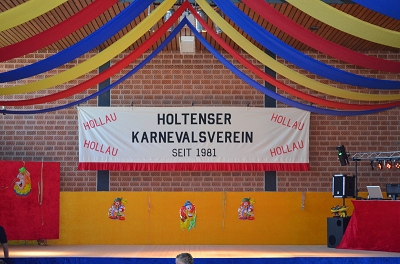 HOLTENSER
HOLLAU HOLLAU
KARNEVALSVEREIN
HOLLAU HOLLAU
SEIT 1981